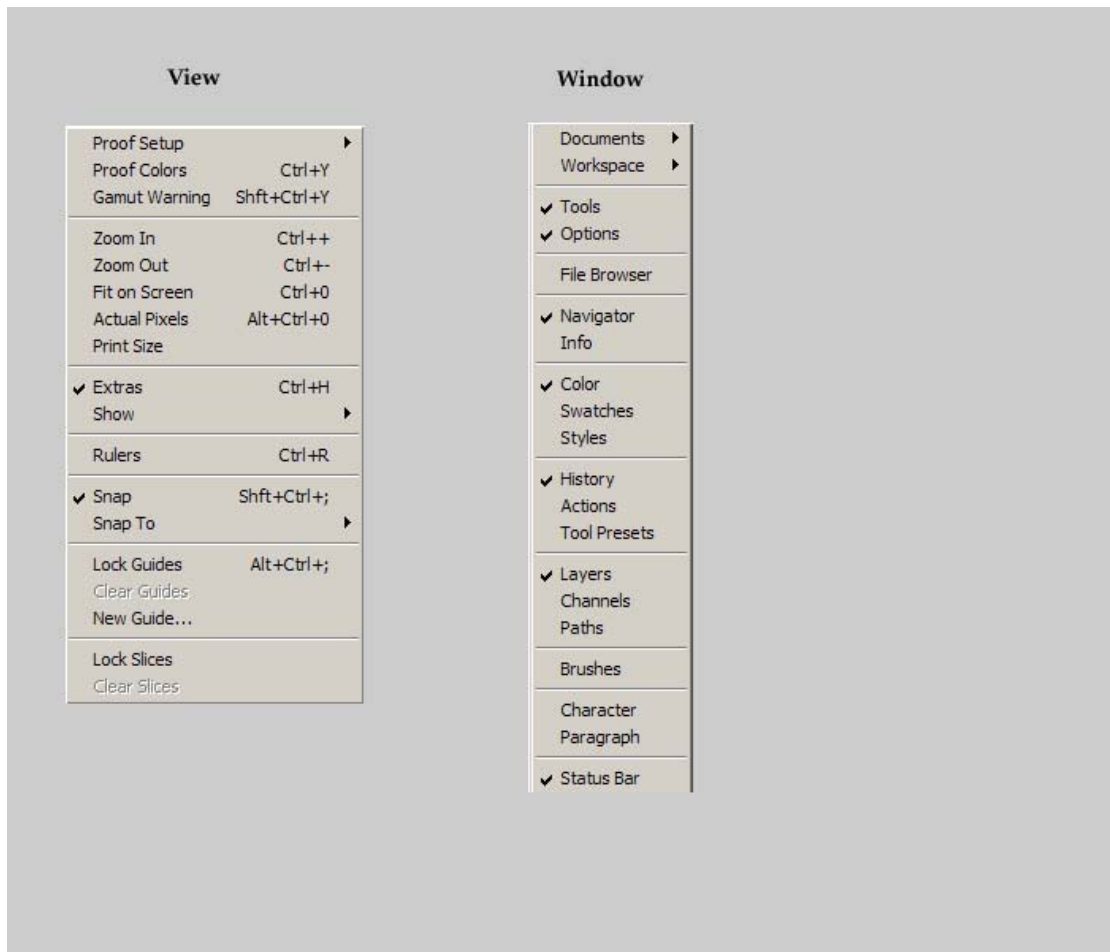 View
Proof Setup
Proof Colors Ctrl+Y
Gamut Warning Shft+Ctrl+Y
Zoom In Ctrl++
Zoom Out Ctrl+-
Fit on Screen Ctrl+0
Actual Pixels Alt+Ctrl+0
Print Size
Extras Ctrl+H
Show
Rulers Ctrl+R
Snap Shft+Ctrl+;
Snap To
Lock Guides Alt+Ctrl+;
Clear Guides
New Guide...
Lock Slices
Clear Slices
Window
Documents
Workspace
Tools
Options
File Browser
Navigator
Info
Color
Swatches
Styles
History
Actions
Tool Presets
Layers
Channels
Paths
Brushes
Character
Paragraph
Status Bar